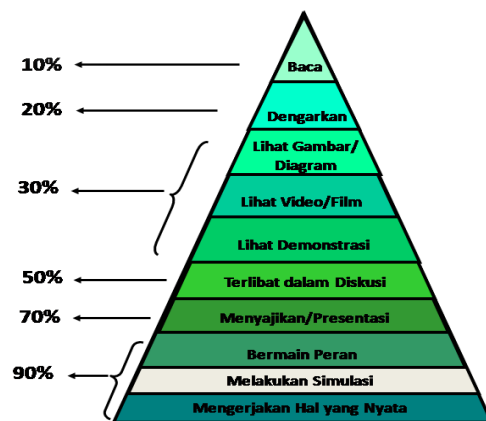 10%
Baca
20%
Dengarkan
Lihat Gambar/
Diagram
30%
Lihat Video/Film
Lihat Demonstrasi
50%
Terlibat dalam Diskusi
70%
Menyajikan/Presentasi
Bermain Peran
90%
Melakukan Simulasi
Mengerjakan Hal yang Nyata